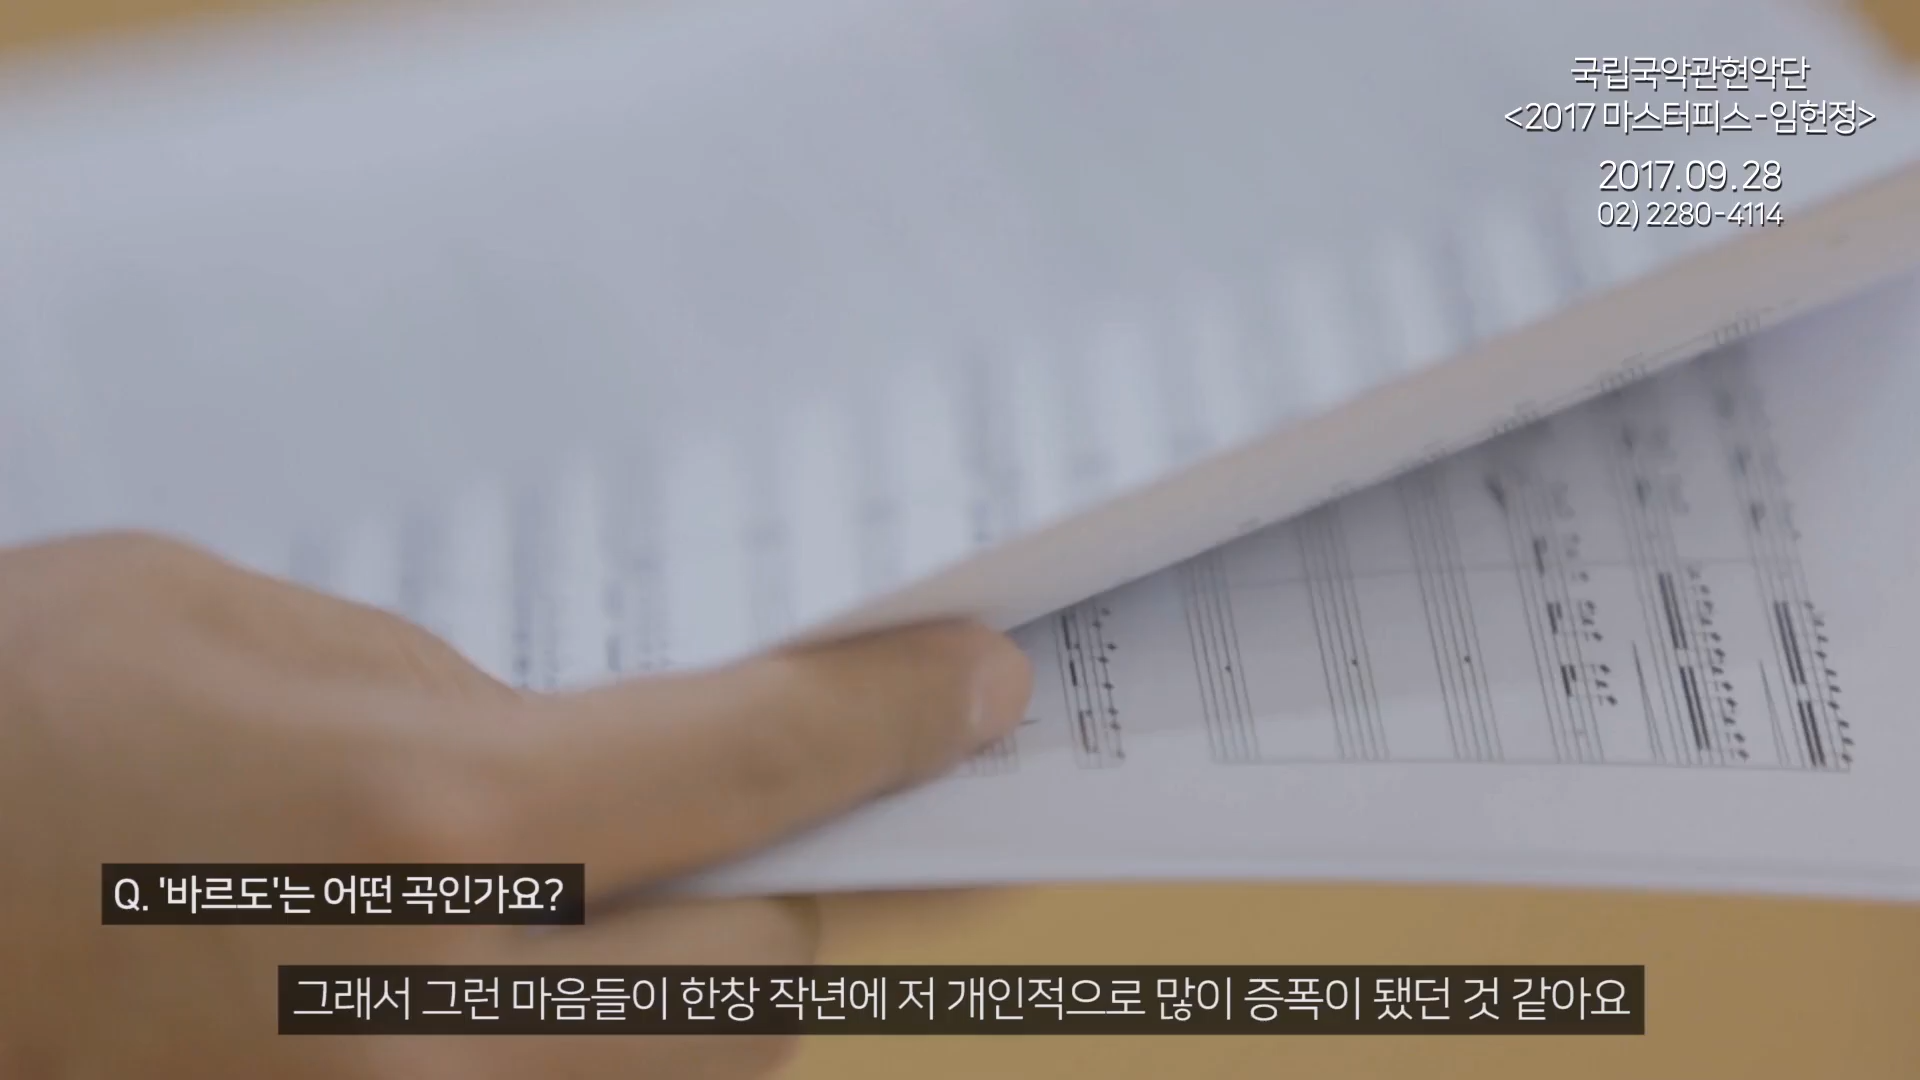 국립국악관현악단
<2017 마스터피스-임헌정>
2017.09.28
02) 2280-4114
Q. '바르도'는 어떤 곡인가요?
그래서 그런 마음들이 한창 작년에 저 개인적으로 많이 증폭이 됐던 것 같아요